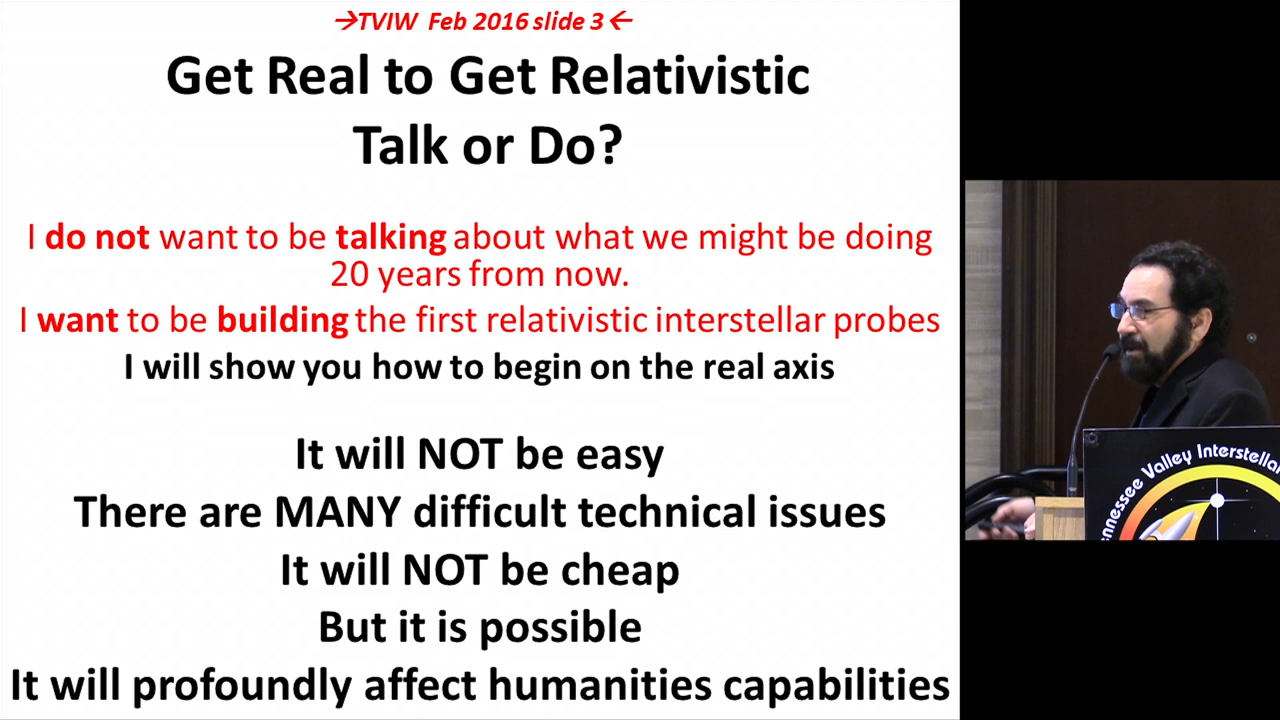 →TVIW Feb 2016 slide 3←
Get Real to Get Relativistic
Talk or Do?
I do not want to be talking about what we might be doing
20 years from now.
I want to be building the first relativistic interstellar probes
I will show you how to begin on the real axis
It will NOT be easy
There are MANY difficult technical issues
It will NOT be cheap
But it is possible
It will profoundly affect humanities capabilities
ennessee Valley Interstellar